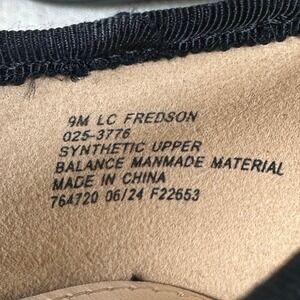 9M LC FREDSON
025-3776
SYNTHETIC UPPER
BALANCE MANMADE MATERIAL
MADE IN CHINA
764720 06/24 F22653